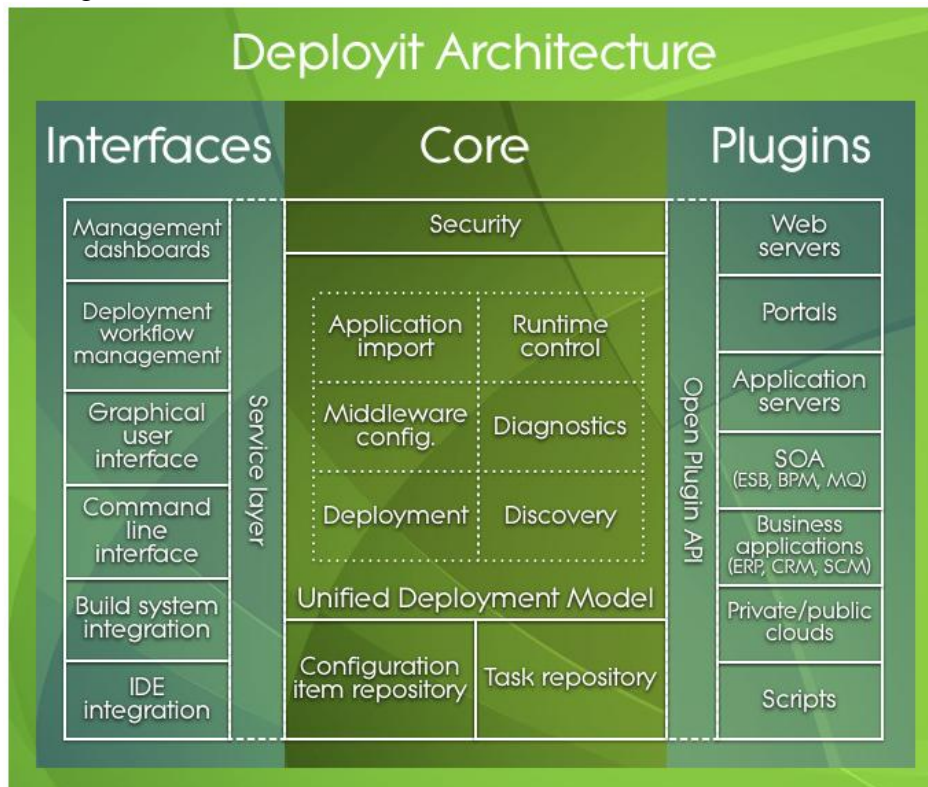 Deployit Architecture
Interfaces
Core
Plugins
Management
dashboards
Deployment
workflow
management
Graphical
user
interface
Command
line
interface
Build system
integration
IDE
integration
Service layer
Security
Application
import
Runtime
control
Middleware
config.
Diagnostics
Deployment
Discovery
Unified Deployment Model
Configuration
item repository
Task repository
Open Plugin API
Web
servers
Portals
Application
servers
SOA
(ESB, BPM, MQ)
Business
applications
(ERP, CRM, SCM)
Private/public
clouds
Scripts